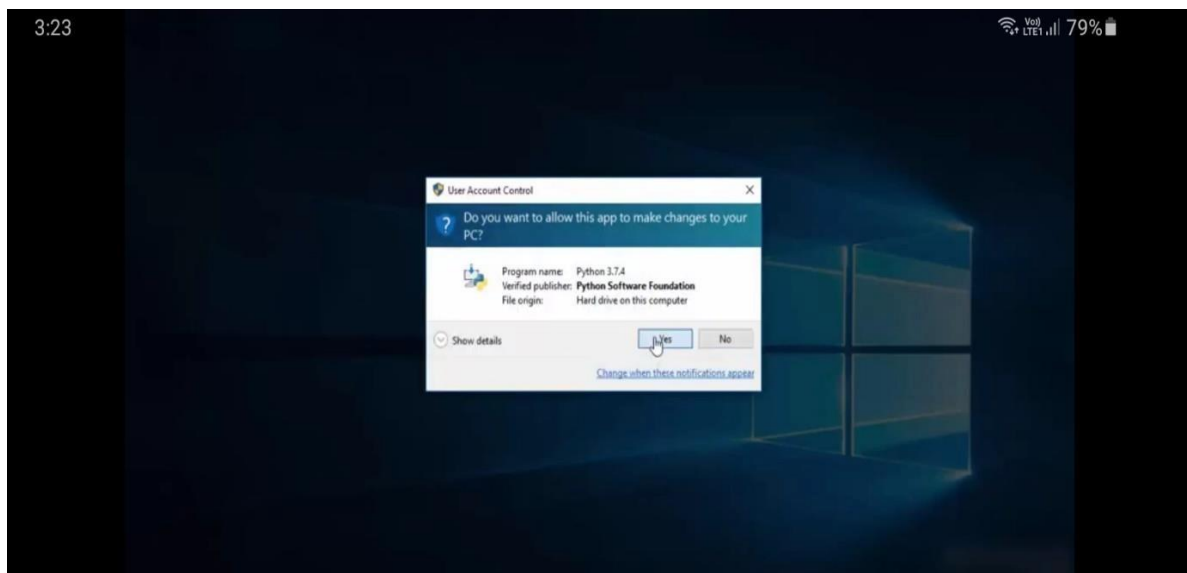 3:23
Vo)) LTE1 79%
User Account Control
Do you want to allow this app to make changes to your
PC?
Program name: Python 3.7.4
Verified publisher: Python Software Foundation
File origin: Hard drive on this computer
Show details Yes No
Change when these notifications appear